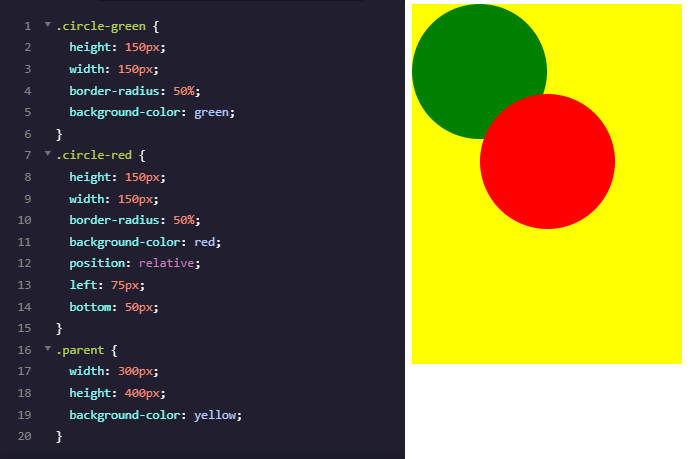 1 .circle-green {
2 height: 150px;
3 width: 150px;
4 border-radius: 50%;
5 background-color: green;
6 }
7 .circle-red {
8 height: 150px;
9 width: 150px;
10 border-radius: 50%;
11 background-color: red;
12 position: relative;
13 left: 75px;
14 bottom: 50px;
15 }
16 .parent {
17 width: 300px;
18 height: 400px;
19 background-color: yellow;
20 }